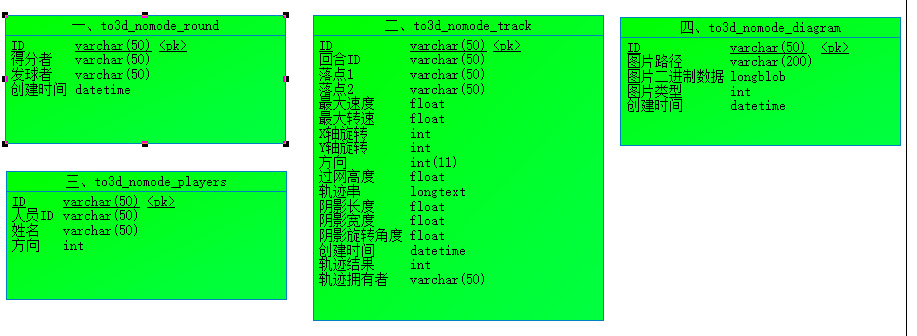 一、to3d_nomode_round
ID varchar(50) <pk>
得分者 varchar(50)
发球者 varchar(50)
创建时间 datetime
二、to3d_nomode_track
ID varchar(50) <pk>
回合ID varchar(50)
落点1 varchar(50)
落点2 varchar(50)
最大速度 float
最大转速 float
X轴旋转 int
Y轴旋转 int
方向 int(11)
过网高度 float
轨迹串 longtext
阴影长度 float
阴影宽度 float
阴影旋转角度 float
创建时间 datetime
轨迹结果 int
轨迹拥有者 varchar(50)
三、to3d_nomode_players
ID varchar(50) <pk>
人员ID varchar(50)
姓名 varchar(50)
方向 int
四、to3d_nomode_diagram
ID varchar(50) <pk>
图片路径 varchar(200)
图片二进制数据 longblob
图片类型 int
创建时间 datetime